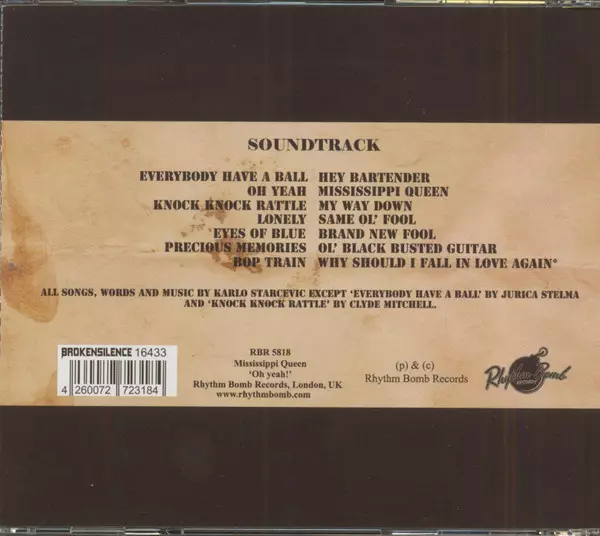 SOUNDTRACK
EVERYBODY HAVE A BALL
OH YEAH
KNOCK KNOCK RATTLE
LONELY
EYES OF BLUE
PRECIOUS MEMORIES
BOP TRAIN
HEY BARTENDER
MISSISSIPPI QUEEN
MY WAY DOWN
SAME OL' FOOL
BRAND NEW FOOL
OL' BLACK BUSTED GUITAR
WHY SHOULD I FALL IN LOVE AGAIN*
ALL SONGS, WORDS AND MUSIC BY KARLO STARCEVIC EXCEPT 'EVERYBODY HAVE A BALL' BY JURICA STELMA
AND 'KNOCK KNOCK RATTLE' BY CLYDE MITCHELL.
BROKENSILENCE 16433
4 260072 723184
RBR 5818
Mississippi Queen
'Oh yeah!'
Rhythm Bomb Records, London, UK
www.rhythmbomb.com
(p) & (c)
Rhythm Bomb Records
Rhythm Bomb
RECORDS